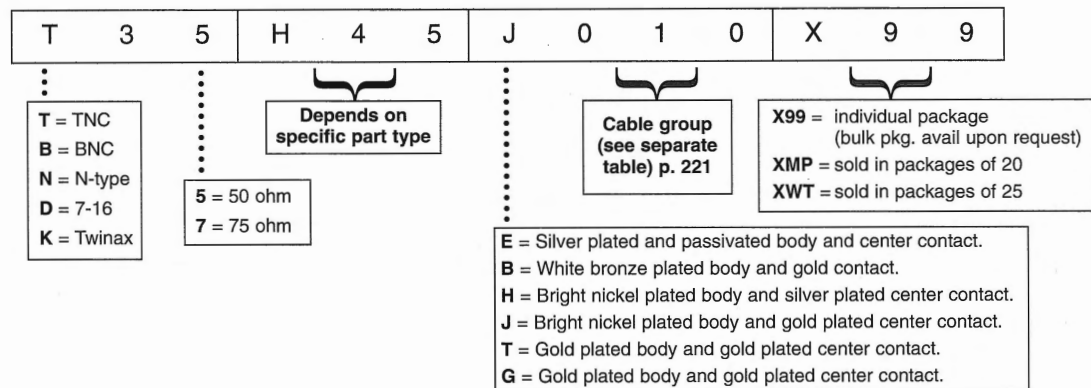 T 3 5 H 4 5 J 0 1 0 X 9 9
T = TNC
B = BNC
N = N-type
D = 7-16
K = Twinax
5 = 50 ohm
7 = 75 ohm
Depends on
specific part type
Cable group
(see separate
table) p. 221
X99 = individual package
(bulk pkg. avail upon request)
XMP = sold in packages of 20
XWT = sold in packages of 25
E = Silver plated and passivated body and center contact.
B = White bronze plated body and gold contact.
H = Bright nickel plated body and silver plated center contact.
J = Bright nickel plated body and gold plated center contact.
T = Gold plated body and gold plated center contact.
G = Gold plated body and gold plated center contact.